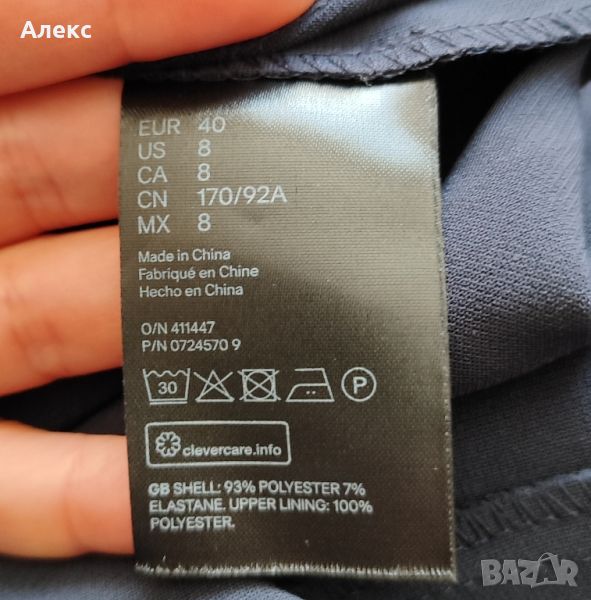 Алекс
EUR 40
US 8
CA 8
CN 170/92A
MX 8
Made in China
Fabriqué en Chine
Hecho en China
O/N 411447
P/N 0724570 9
30 P
clevercare.info
GB SHELL: 93% POLYESTER 7%
ELASTANE. UPPER LINING: 100%
POLYESTER.
BAZAR